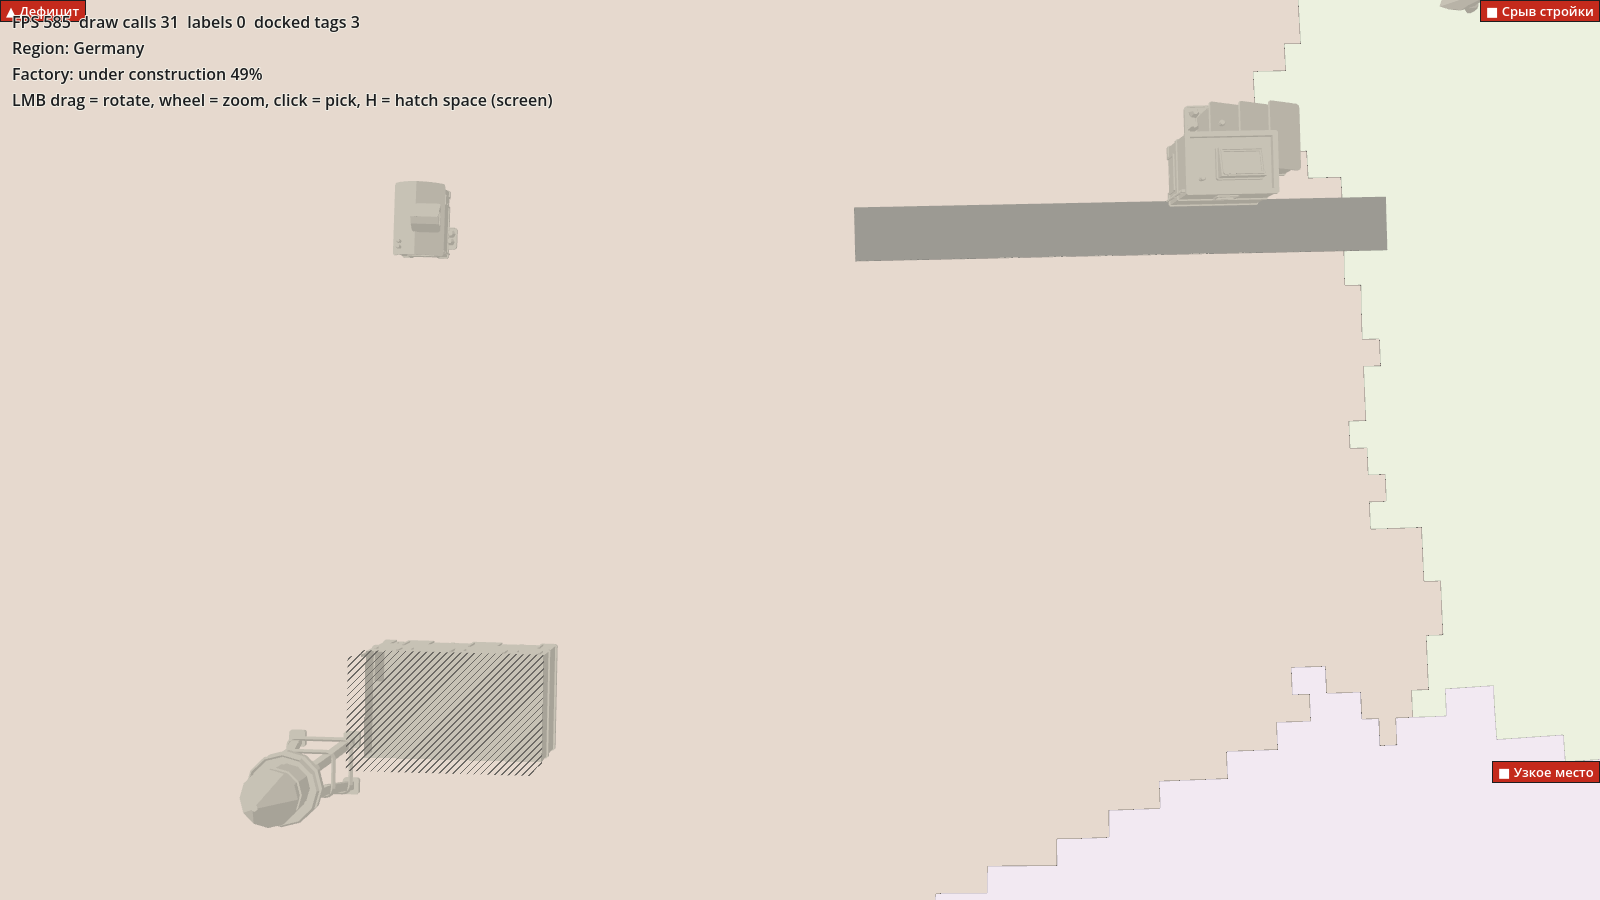 ▲ Дефицит
FPS 585 draw calls 31 labels 0 docked tags 3
Region: Germany
Factory: under construction 49%
LMB drag = rotate, wheel = zoom, click = pick, H = hatch space (screen)
■ Срыв стройки
■ Узкое место